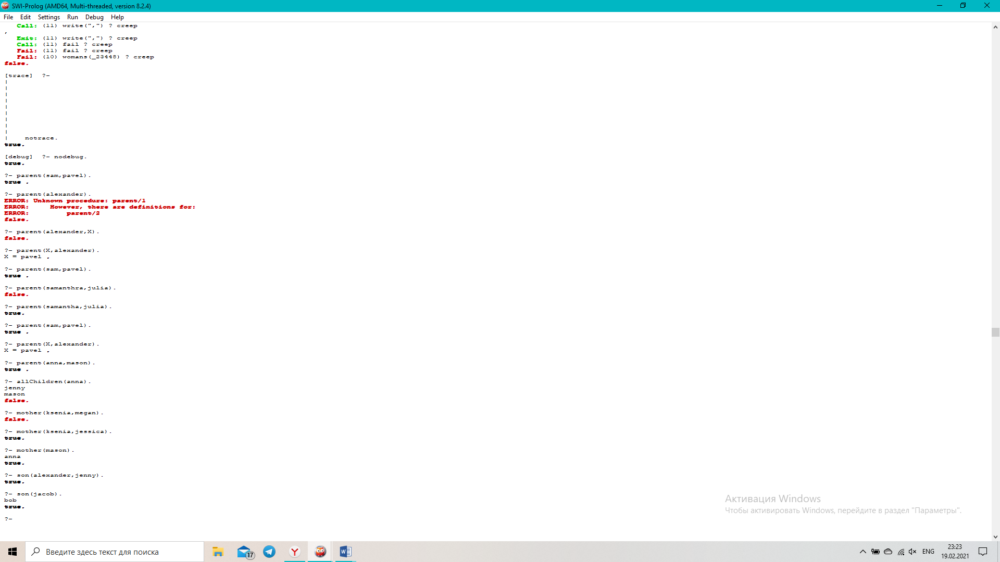 SWI-Prolog (AMD64, Multi-threaded, version 8.2.4)
File Edit Settings Run Debug Help
Call: (11) write(",") ? creep
,
Exit: (11) write(",") ? creep
Call: (11) fail ? creep
Fail: (11) fail ? creep
Fail: (10) womans(_23448) ? creep
false.
[trace]  ?-
|
|
|
|
|
|
|
|
|
|    notrace.
true.
[debug]  ?- nodebug.
true.
?- parent(sam,pavel).
true .
?- parent(alexander).
ERROR: Unknown procedure: parent/1
ERROR:     However, there are definitions for:
ERROR:         parent/2
false.
?- parent(alexander,X).
false.
?- parent(X,alexander).
X = pavel .
?- parent(sam,pavel).
true .
?- parent(samanthra,julia).
false.
?- parent(samantha,julia).
true.
?- parent(sam,pavel).
true .
?- parent(X,alexander).
X = pavel .
?- parent(anna,mason).
true .
?- allChildren(anna).
jenny
mason
false.
?- mother(ksenia,megan).
false.
?- mother(ksenia,jessica).
true.
?- mother(mason).
anna
true.
?- son(alexander,jenny).
true.
?- son(jacob).
bob
true.
?-
Активация Windows
Чтобы активировать Windows, перейдите в раздел "Параметры".
Введите здесь текст для поиска
17
ENG
23:23
19.02.2021